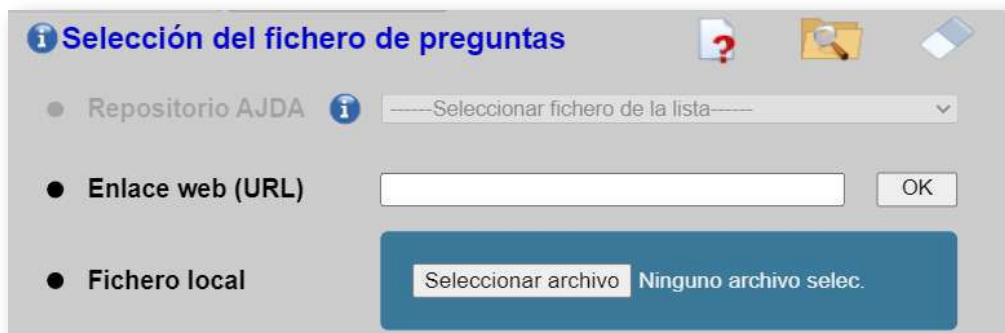 Selección del fichero de preguntas
Repositorio AJDA
------Seleccionar fichero de la lista------
Enlace web (URL)
OK
Fichero local
Seleccionar archivo
Ninguno archivo selec.